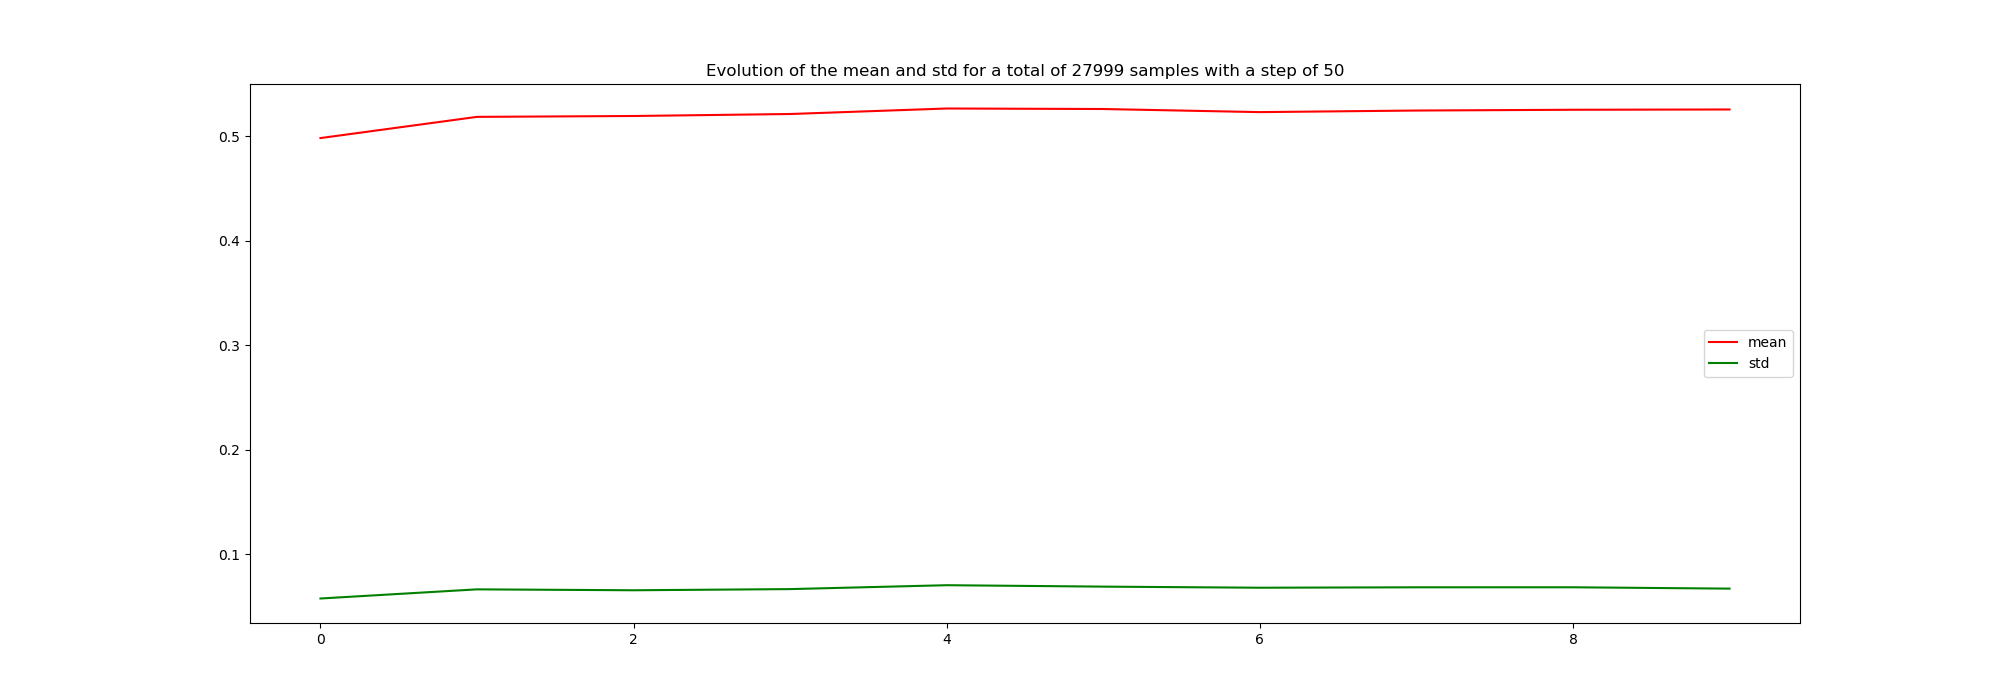 Evolution of the mean and std for a total of 27999 samples with a step of 50
0.5
0.4
0.3
0.2
0.1
mean
std
0 2 4 6 8